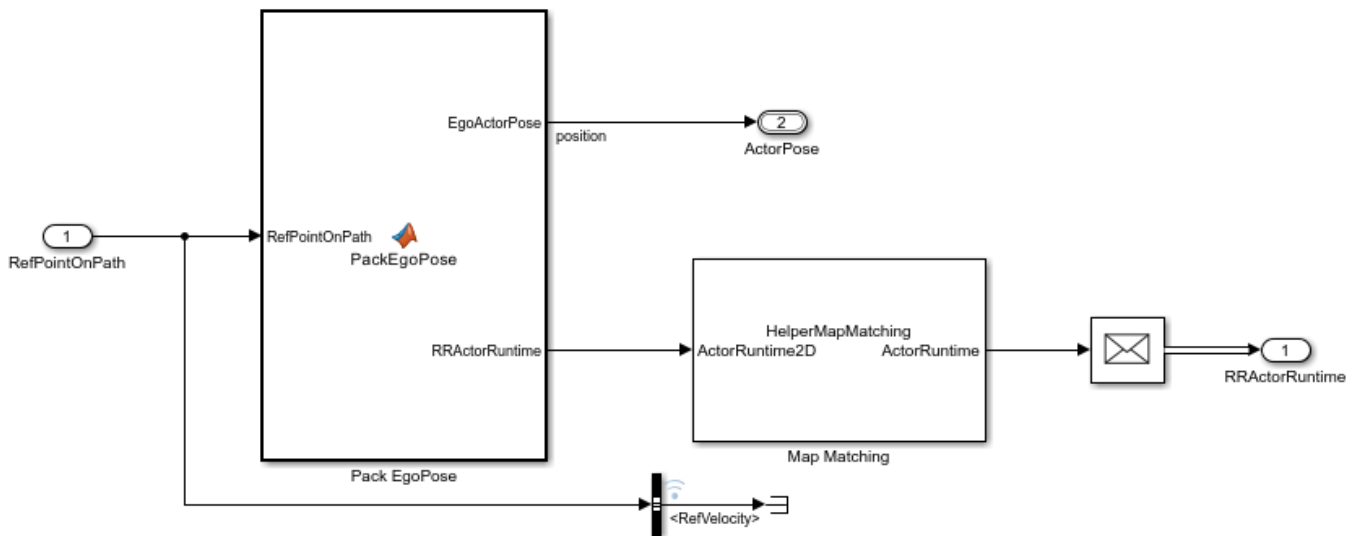 EgoActorPose
position
2
ActorPose
1
RefPointOnPath
RefPointOnPath
PackEgoPose
RRActorRuntime
Pack EgoPose
HelperMapMatching
ActorRuntime2D
ActorRuntime
Map Matching
1
RRActorRuntime
<RefVelocity>